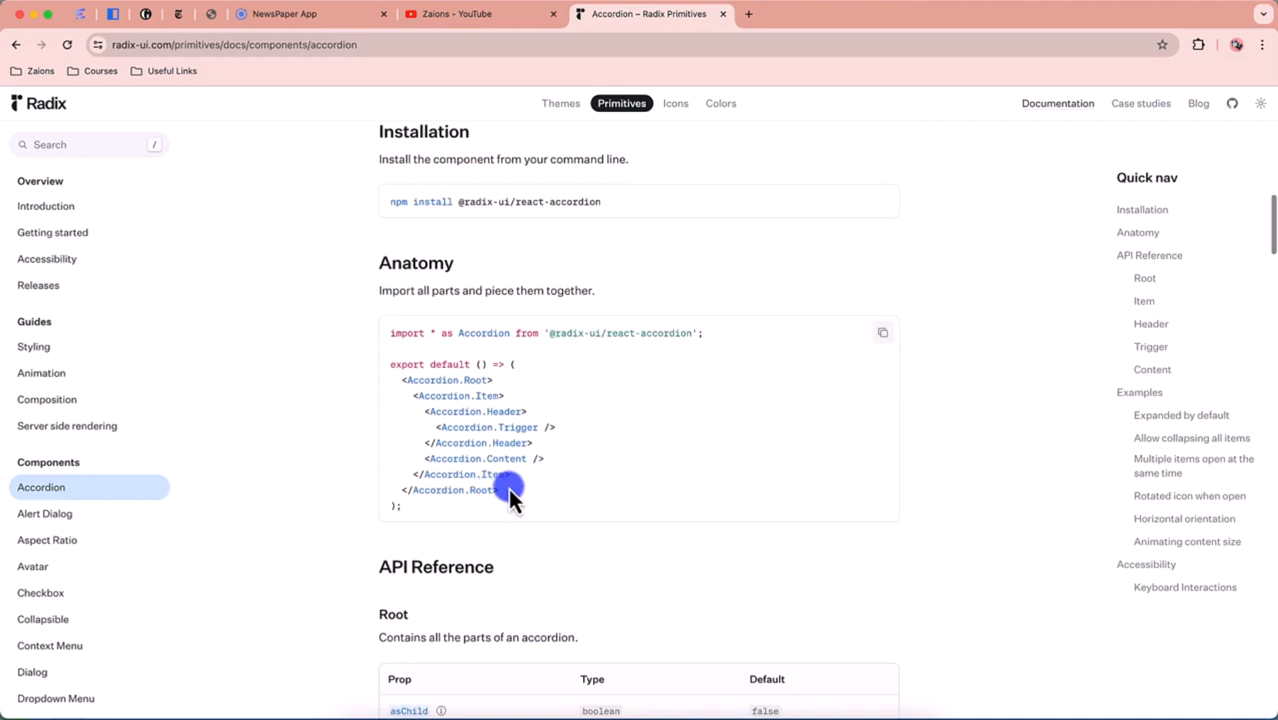 NewsPaper App
Zaions - YouTube
Accordion – Radix Primitives
radix-ui.com/primitives/docs/components/accordion
Zaions
Courses
Useful Links
Radix
Themes
Primitives
Icons
Colors
Documentation
Case studies
Blog
Search
/
Overview
Introduction
Getting started
Accessibility
Releases
Guides
Styling
Animation
Composition
Server side rendering
Components
Accordion
Alert Dialog
Aspect Ratio
Avatar
Checkbox
Collapsible
Context Menu
Dialog
Dropdown Menu
Installation
Install the component from your command line.
npm install @radix-ui/react-accordion
Anatomy
Import all parts and piece them together.
import * as Accordion from '@radix-ui/react-accordion';
export default () => (
<Accordion.Root>
<Accordion.Item>
<Accordion.Header>
<Accordion.Trigger />
</Accordion.Header>
<Accordion.Content />
</Accordion.Item>
</Accordion.Root>
);
API Reference
Root
Contains all the parts of an accordion.
Prop
Type
Default
asChild
boolean
false
Quick nav
Installation
Anatomy
API Reference
Root
Item
Header
Trigger
Content
Examples
Expanded by default
Allow collapsing all items
Multiple items open at the
same time
Rotated icon when open
Horizontal orientation
Animating content size
Accessibility
Keyboard Interactions